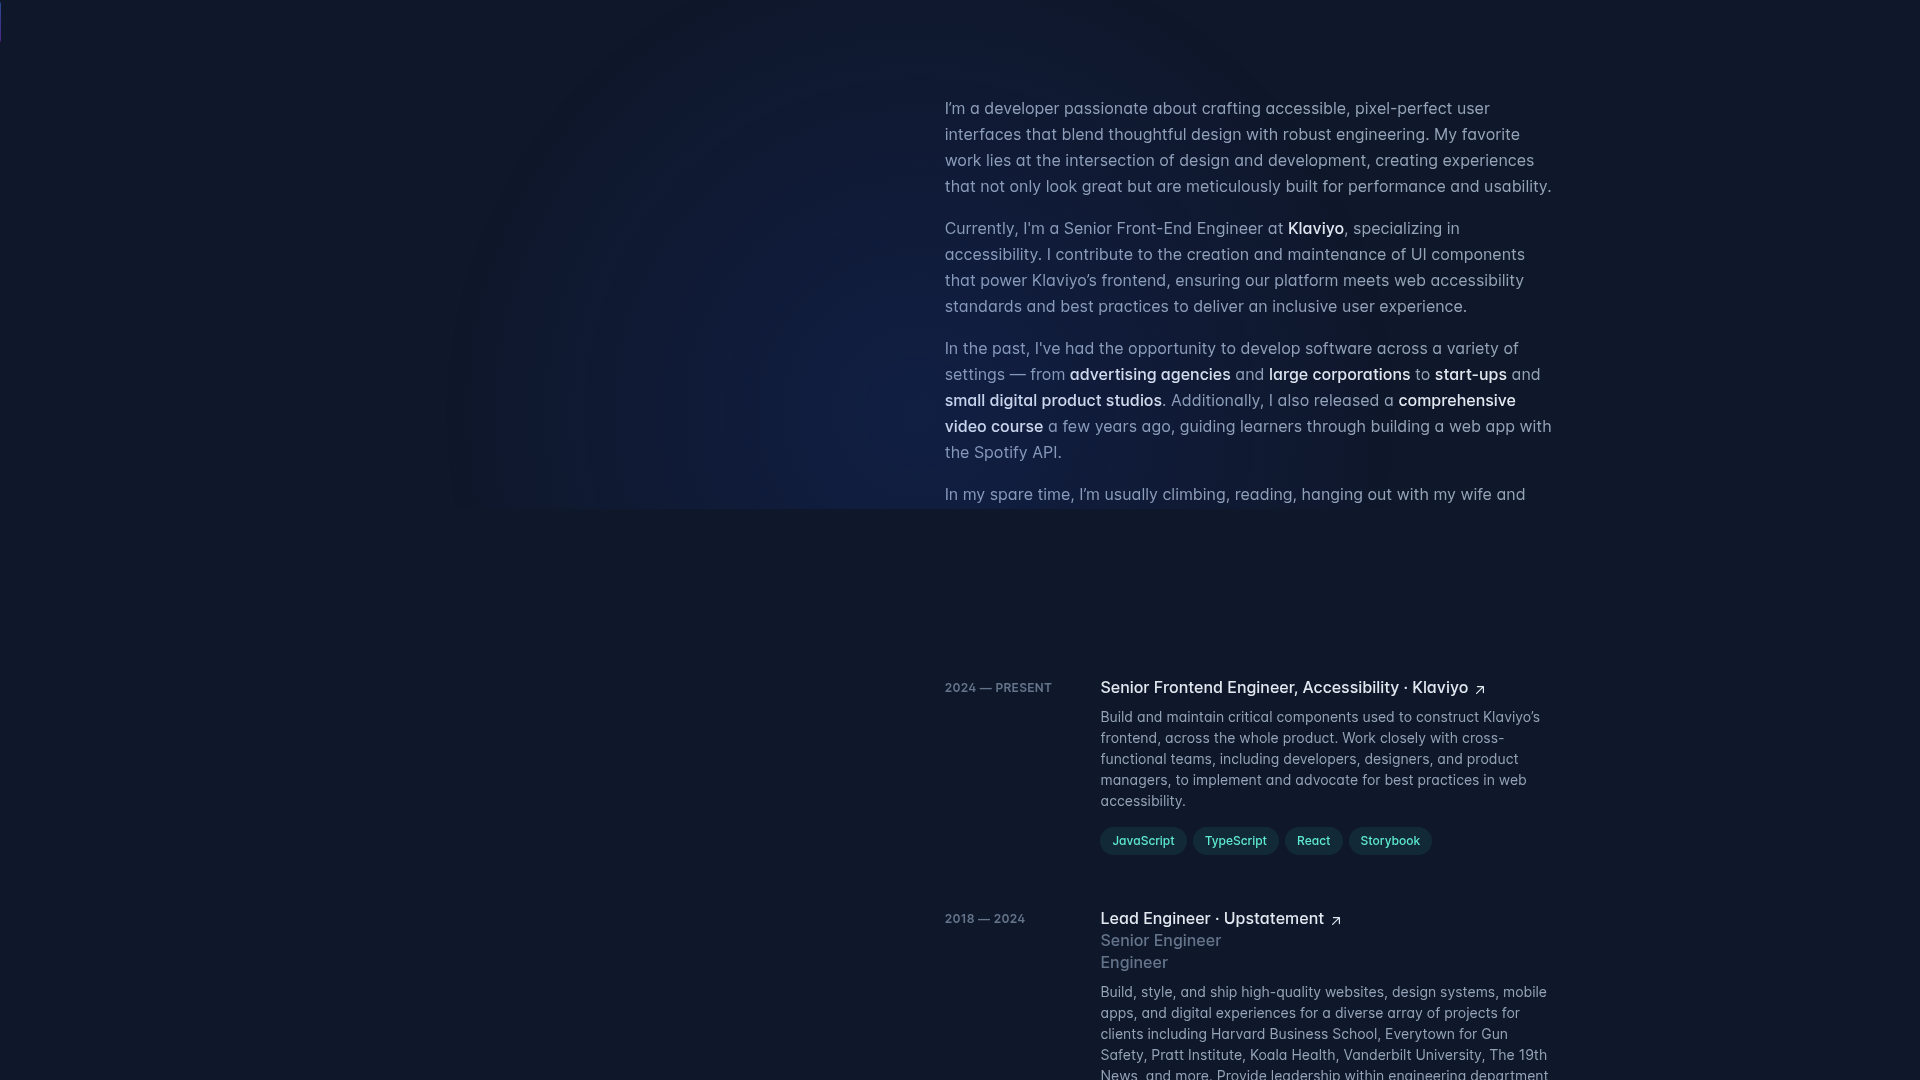 I’m a developer passionate about crafting accessible, pixel-perfect user
interfaces that blend thoughtful design with robust engineering. My favorite
work lies at the intersection of design and development, creating experiences
that not only look great but are meticulously built for performance and usability.
Currently, I'm a Senior Front-End Engineer at Klaviyo, specializing in
accessibility. I contribute to the creation and maintenance of UI components
that power Klaviyo’s frontend, ensuring our platform meets web accessibility
standards and best practices to deliver an inclusive user experience.
In the past, I've had the opportunity to develop software across a variety of
settings — from advertising agencies and large corporations to start-ups and
small digital product studios. Additionally, I also released a comprehensive
video course a few years ago, guiding learners through building a web app with
the Spotify API.
In my spare time, I’m usually climbing, reading, hanging out with my wife and
2024 — PRESENT
Senior Frontend Engineer, Accessibility · Klaviyo
Build and maintain critical components used to construct Klaviyo’s
frontend, across the whole product. Work closely with cross-
functional teams, including developers, designers, and product
managers, to implement and advocate for best practices in web
accessibility.
JavaScript TypeScript React Storybook
2018 — 2024
Lead Engineer · Upstatement
Senior Engineer
Engineer
Build, style, and ship high-quality websites, design systems, mobile
apps, and digital experiences for a diverse array of projects for
clients including Harvard Business School, Everytown for Gun
Safety, Pratt Institute, Koala Health, Vanderbilt University, The 19th
News, and more. Provide leadership within engineering department